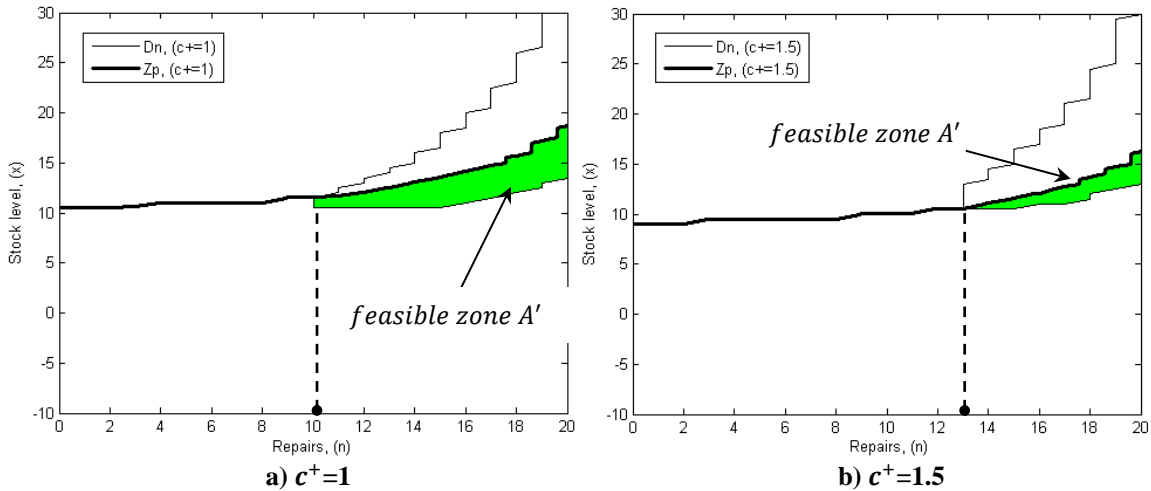 30
25
20
15
10
5
0
-5
-10
Stock level, (x)
Dn, (c+=1)
Zp, (c+=1)
feasible zone A′
0 2 4 6 8 10 12 14 16 18 20
Repairs, (n)
a) c⁺=1
30
25
20
15
10
5
0
-5
-10
Stock level, (x)
Dn, (c+=1.5)
Zp, (c+=1.5)
feasible zone A′
0 2 4 6 8 10 12 14 16 18 20
Repairs, (n)
b) c⁺=1.5